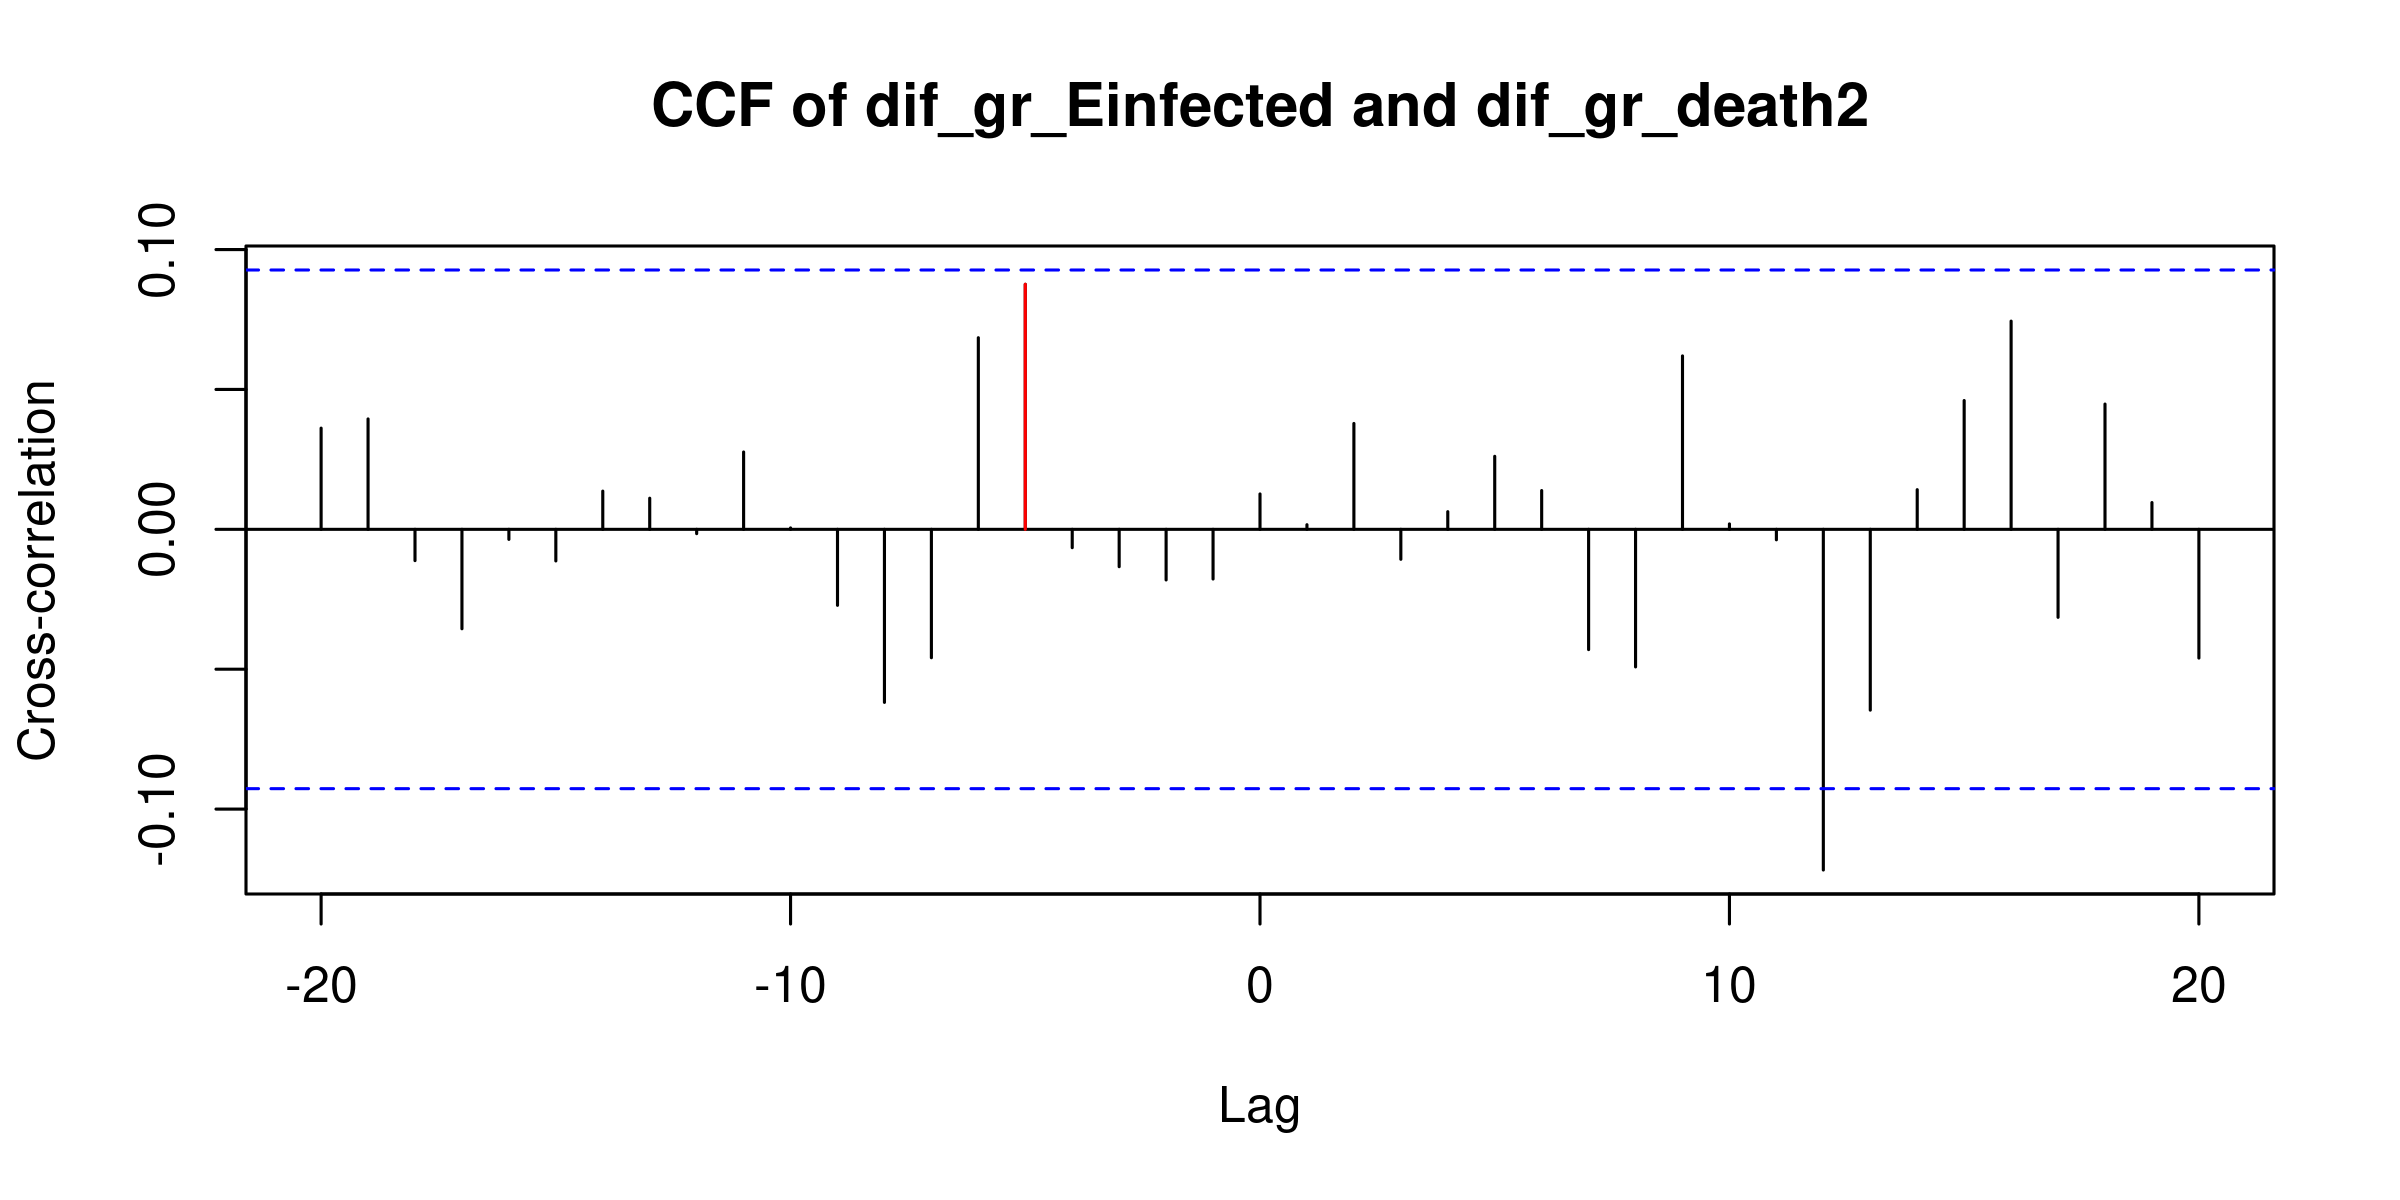 CCF of dif_gr_Einfected and dif_gr_death2
Cross-correlation
0.10
0.00
-0.10
-20 -10 0 10 20
Lag